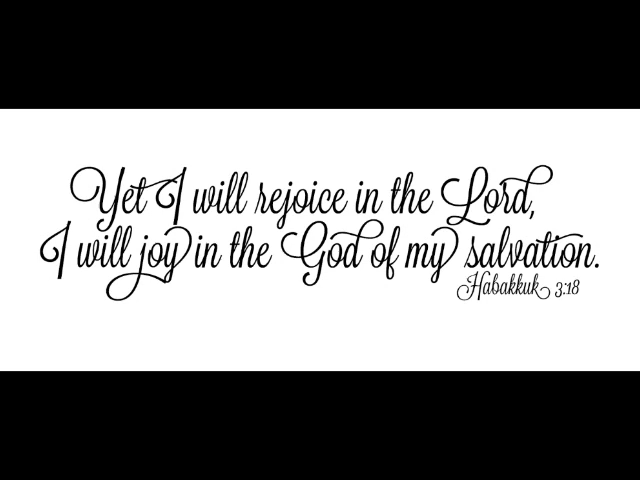 Yet I will rejoice in the Lord,
I will joy in the God of my salvation.
Habakkuk 3:18